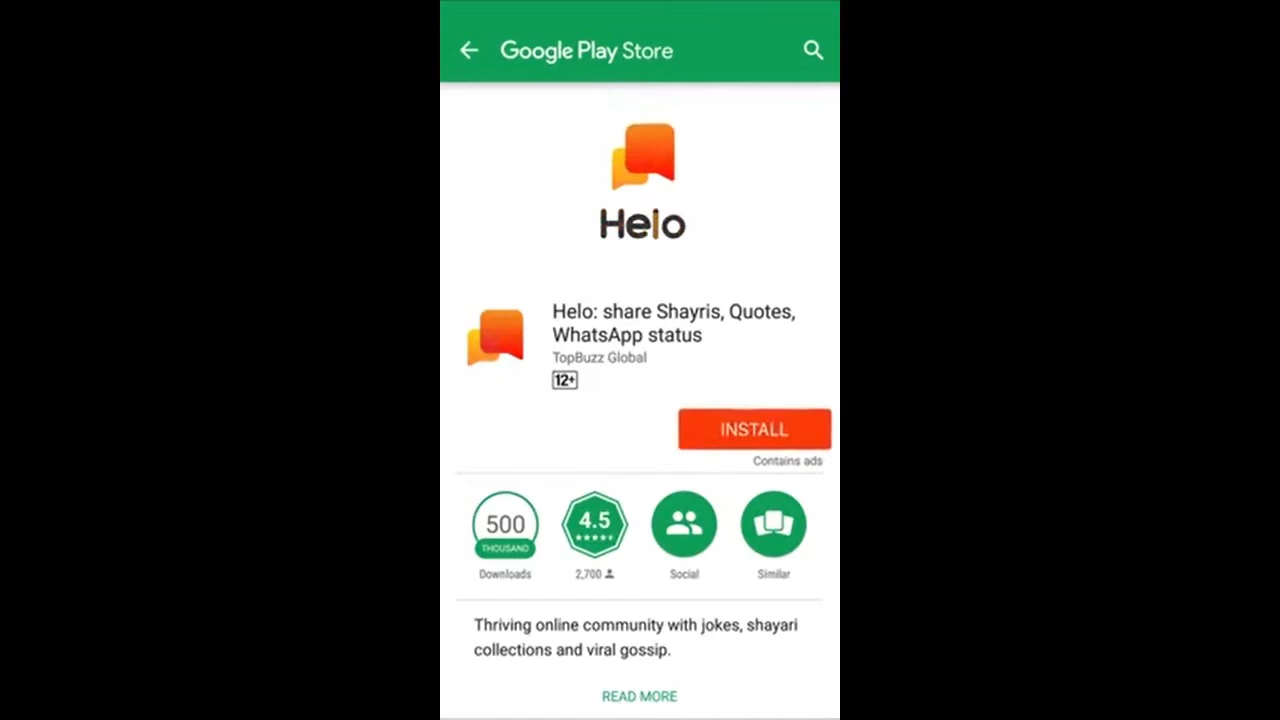 Google Play Store
Helo
Helo: share Shayris, Quotes,
WhatsApp status
TopBuzz Global
12+
INSTALL
Contains ads
500
THOUSAND
Downloads
4.5
2,700
Social
Similar
Thriving online community with jokes, shayari
collections and viral gossip.
READ MORE